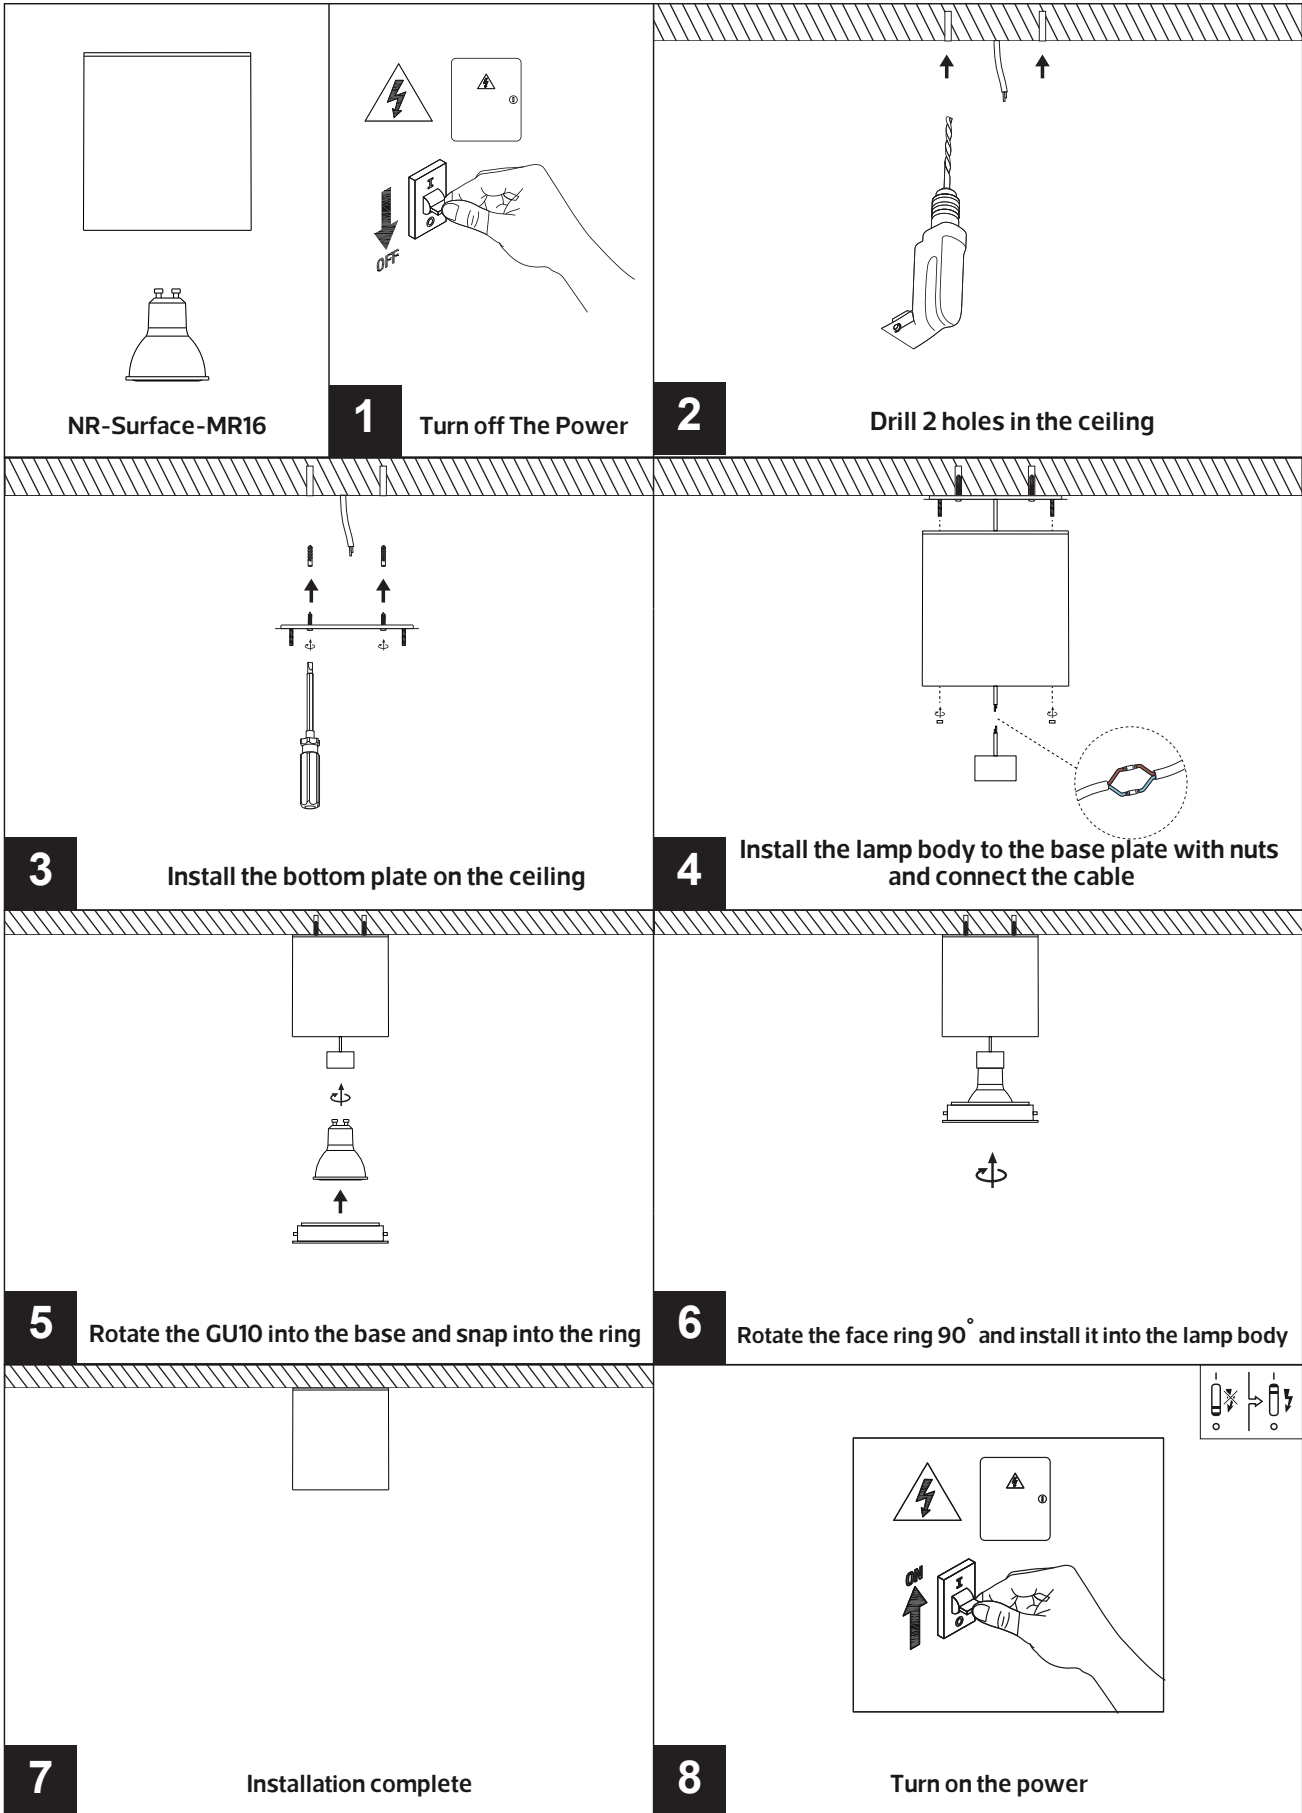 NR-Surface-MR16
I
OFF
1
Turn off The Power
2
Drill 2 holes in the ceiling
3
Install the bottom plate on the ceiling
4
Install the lamp body to the base plate with nuts
and connect the cable
5
Rotate the GU10 into the base and snap into the ring
6
Rotate the face ring 90° and install it into the lamp body
7
Installation complete
ON
I
8
Turn on the power